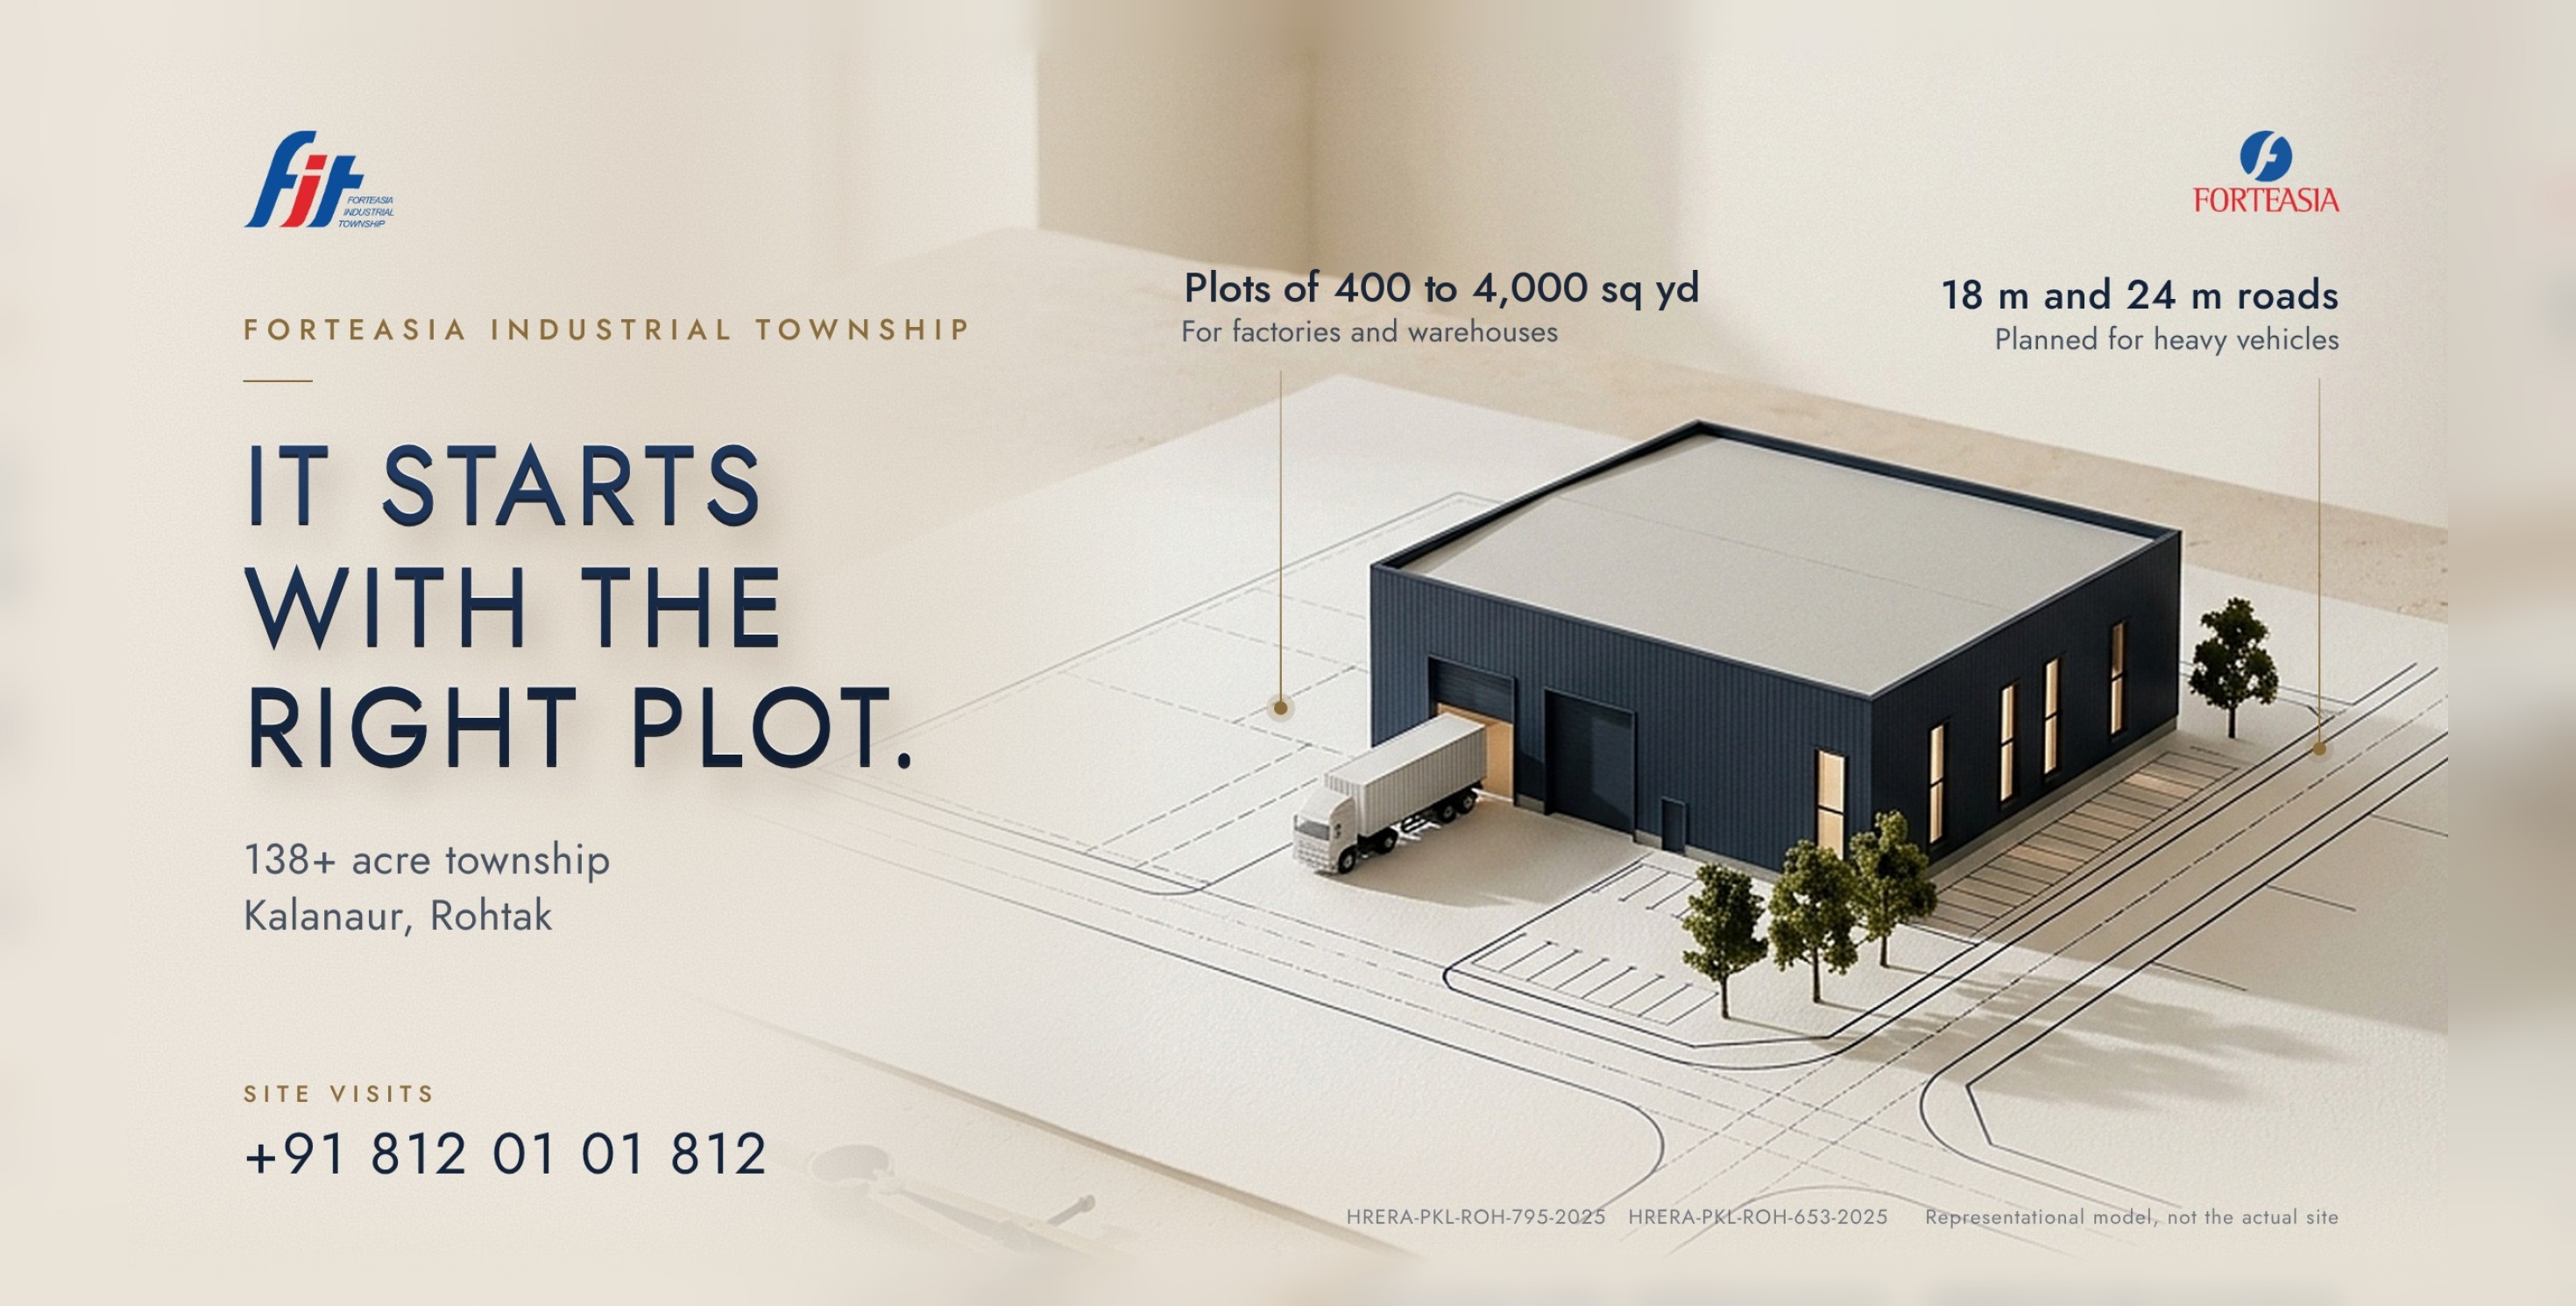 fit
FORTEASIA
INDUSTRIAL
TOWNSHIP
FORTEASIA
FORTEASIA INDUSTRIAL TOWNSHIP
IT STARTS
WITH THE
RIGHT PLOT.
138+ acre township
Kalanaur, Rohtak
SITE VISITS
+91 812 01 01 812
Plots of 400 to 4,000 sq yd
For factories and warehouses
18 m and 24 m roads
Planned for heavy vehicles
HRERA-PKL-ROH-795-2025 HRERA-PKL-ROH-653-2025 Representational model, not the actual site